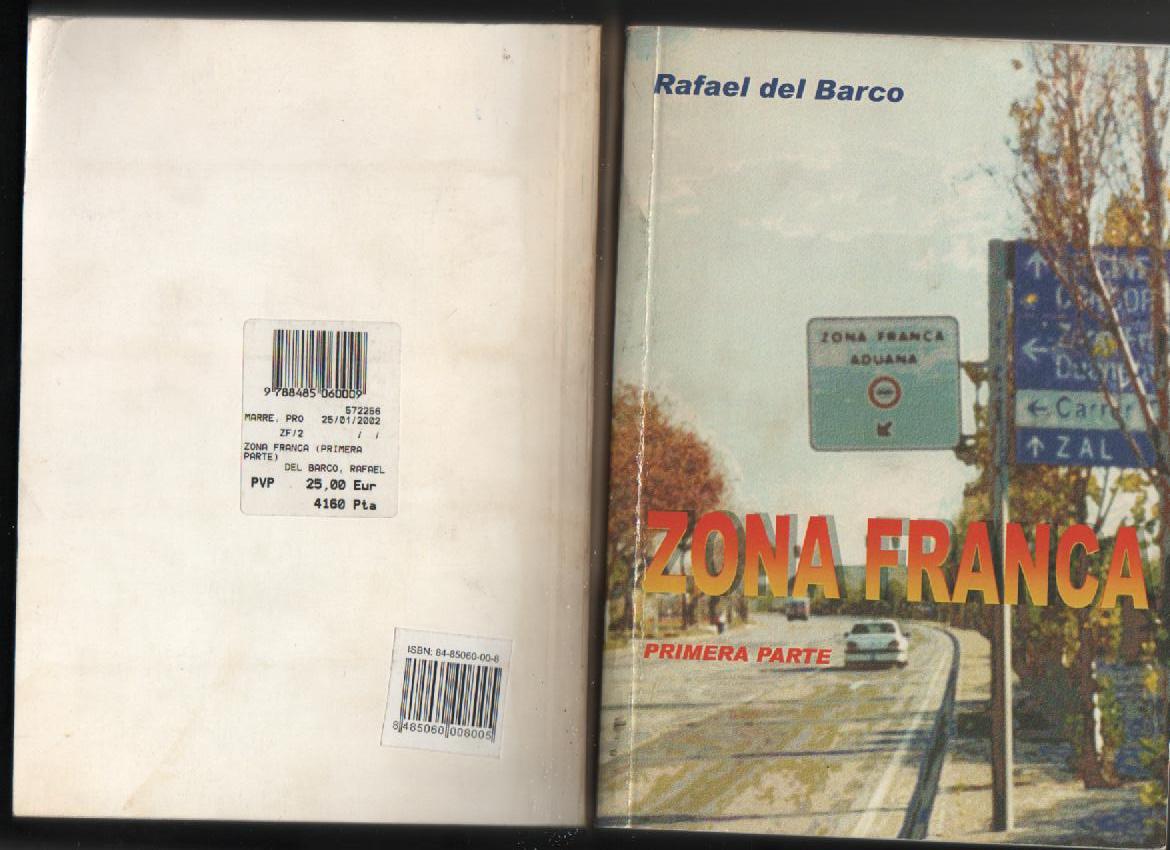 9 788485 060009
572256
MARRE, PRO 25/01/2002
ZF/2 / /
ZONA FRANCA (PRIMERA
PARTE)
DEL BARCO, RAFAEL
PVP 25,00 Eur
4160 Pta
ISBN: 84-85060-00-8
8 485060 008005
Rafael del Barco
ZONA FRANCA
ADUANA
← Carrer
↑ ZAL
ZONA FRANCA
PRIMERA PARTE